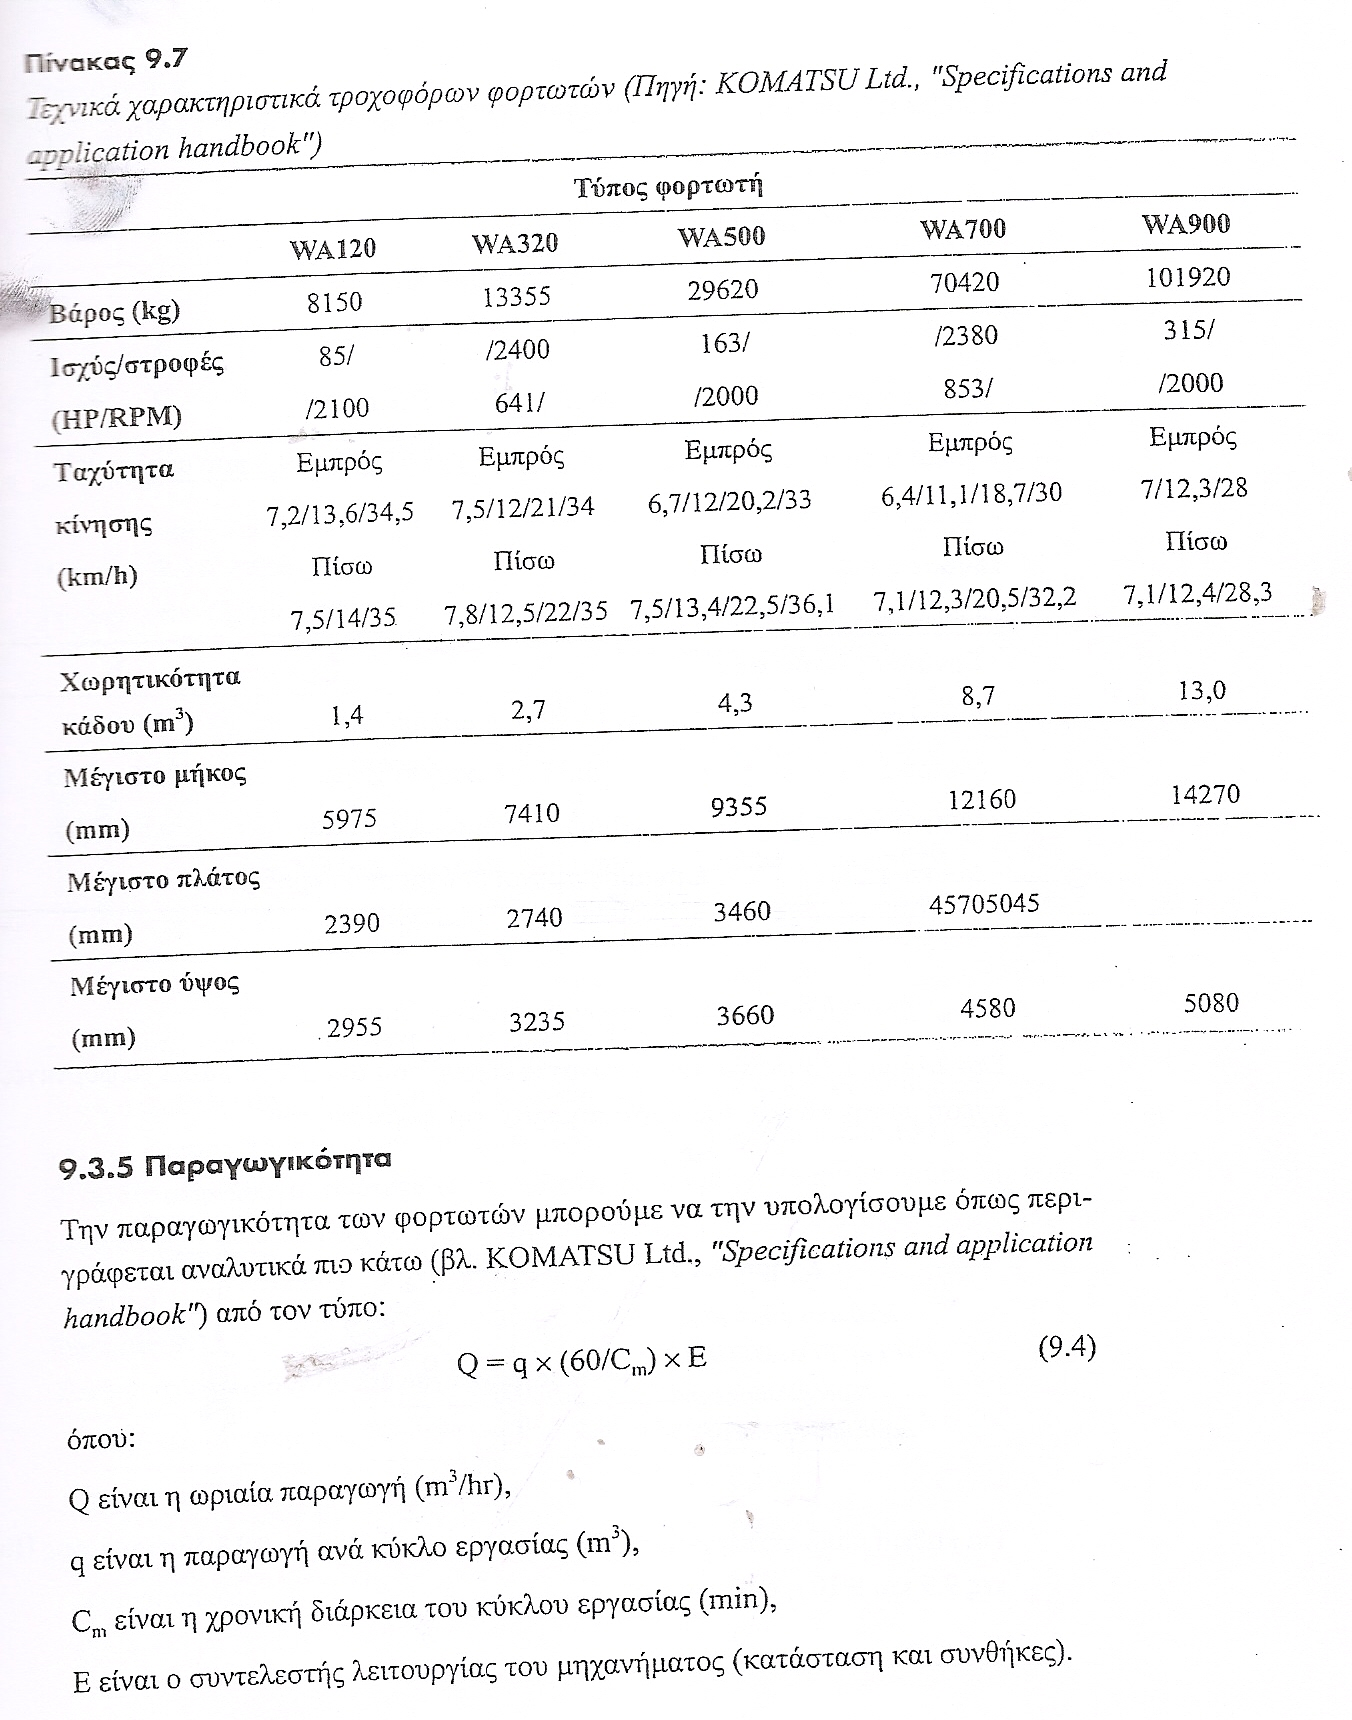 Πίνακας 9.7
Τεχνικά χαρακτηριστικά τροχοφόρων φορτωτών (Πηγή: KOMATSU Ltd., "Specifications and
application handbook")
Τύπος φορτωτή
WA120 WA320 WA500 WA700 WA900
Βάρος (kg) 8150 13355 29620 70420 101920
Ισχύς/στροφές 85/ /2400 163/ /2380 315/
(HP/RPM) /2100 641/ /2000 853/ /2000
Ταχύτητα Εμπρός Εμπρός Εμπρός Εμπρός Εμπρός
κίνησης 7,2/13,6/34,5 7,5/12/21/34 6,7/12/20,2/33 6,4/11,1/18,7/30 7/12,3/28
(km/h) Πίσω Πίσω Πίσω Πίσω Πίσω
7,5/14/35 7,8/12,5/22/35 7,5/13,4/22,5/36,1 7,1/12,3/20,5/32,2 7,1/12,4/28,3
Χωρητικότητα
κάδου (m³) 1,4 2,7 4,3 8,7 13,0
Μέγιστο μήκος
(mm) 5975 7410 9355 12160 14270
Μέγιστο πλάτος
(mm) 2390 2740 3460 45705045
Μέγιστο ύψος
(mm) 2955 3235 3660 4580 5080
9.3.5 Παραγωγικότητα
Την παραγωγικότητα των φορτωτών μπορούμε να την υπολογίσουμε όπως περι-
γράφεται αναλυτικά πιο κάτω (βλ. KOMATSU Ltd., "Specifications and application
handbook") από τον τύπο:
Q = q x (60/Cₘ) x E (9.4)
όπου:
Q είναι η ωριαία παραγωγή (m³/hr),
q είναι η παραγωγή ανά κύκλο εργασίας (m³),
Cₘ είναι η χρονική διάρκεια του κύκλου εργασίας (min),
E είναι ο συντελεστής λειτουργίας του μηχανήματος (κατάσταση και συνθήκες).